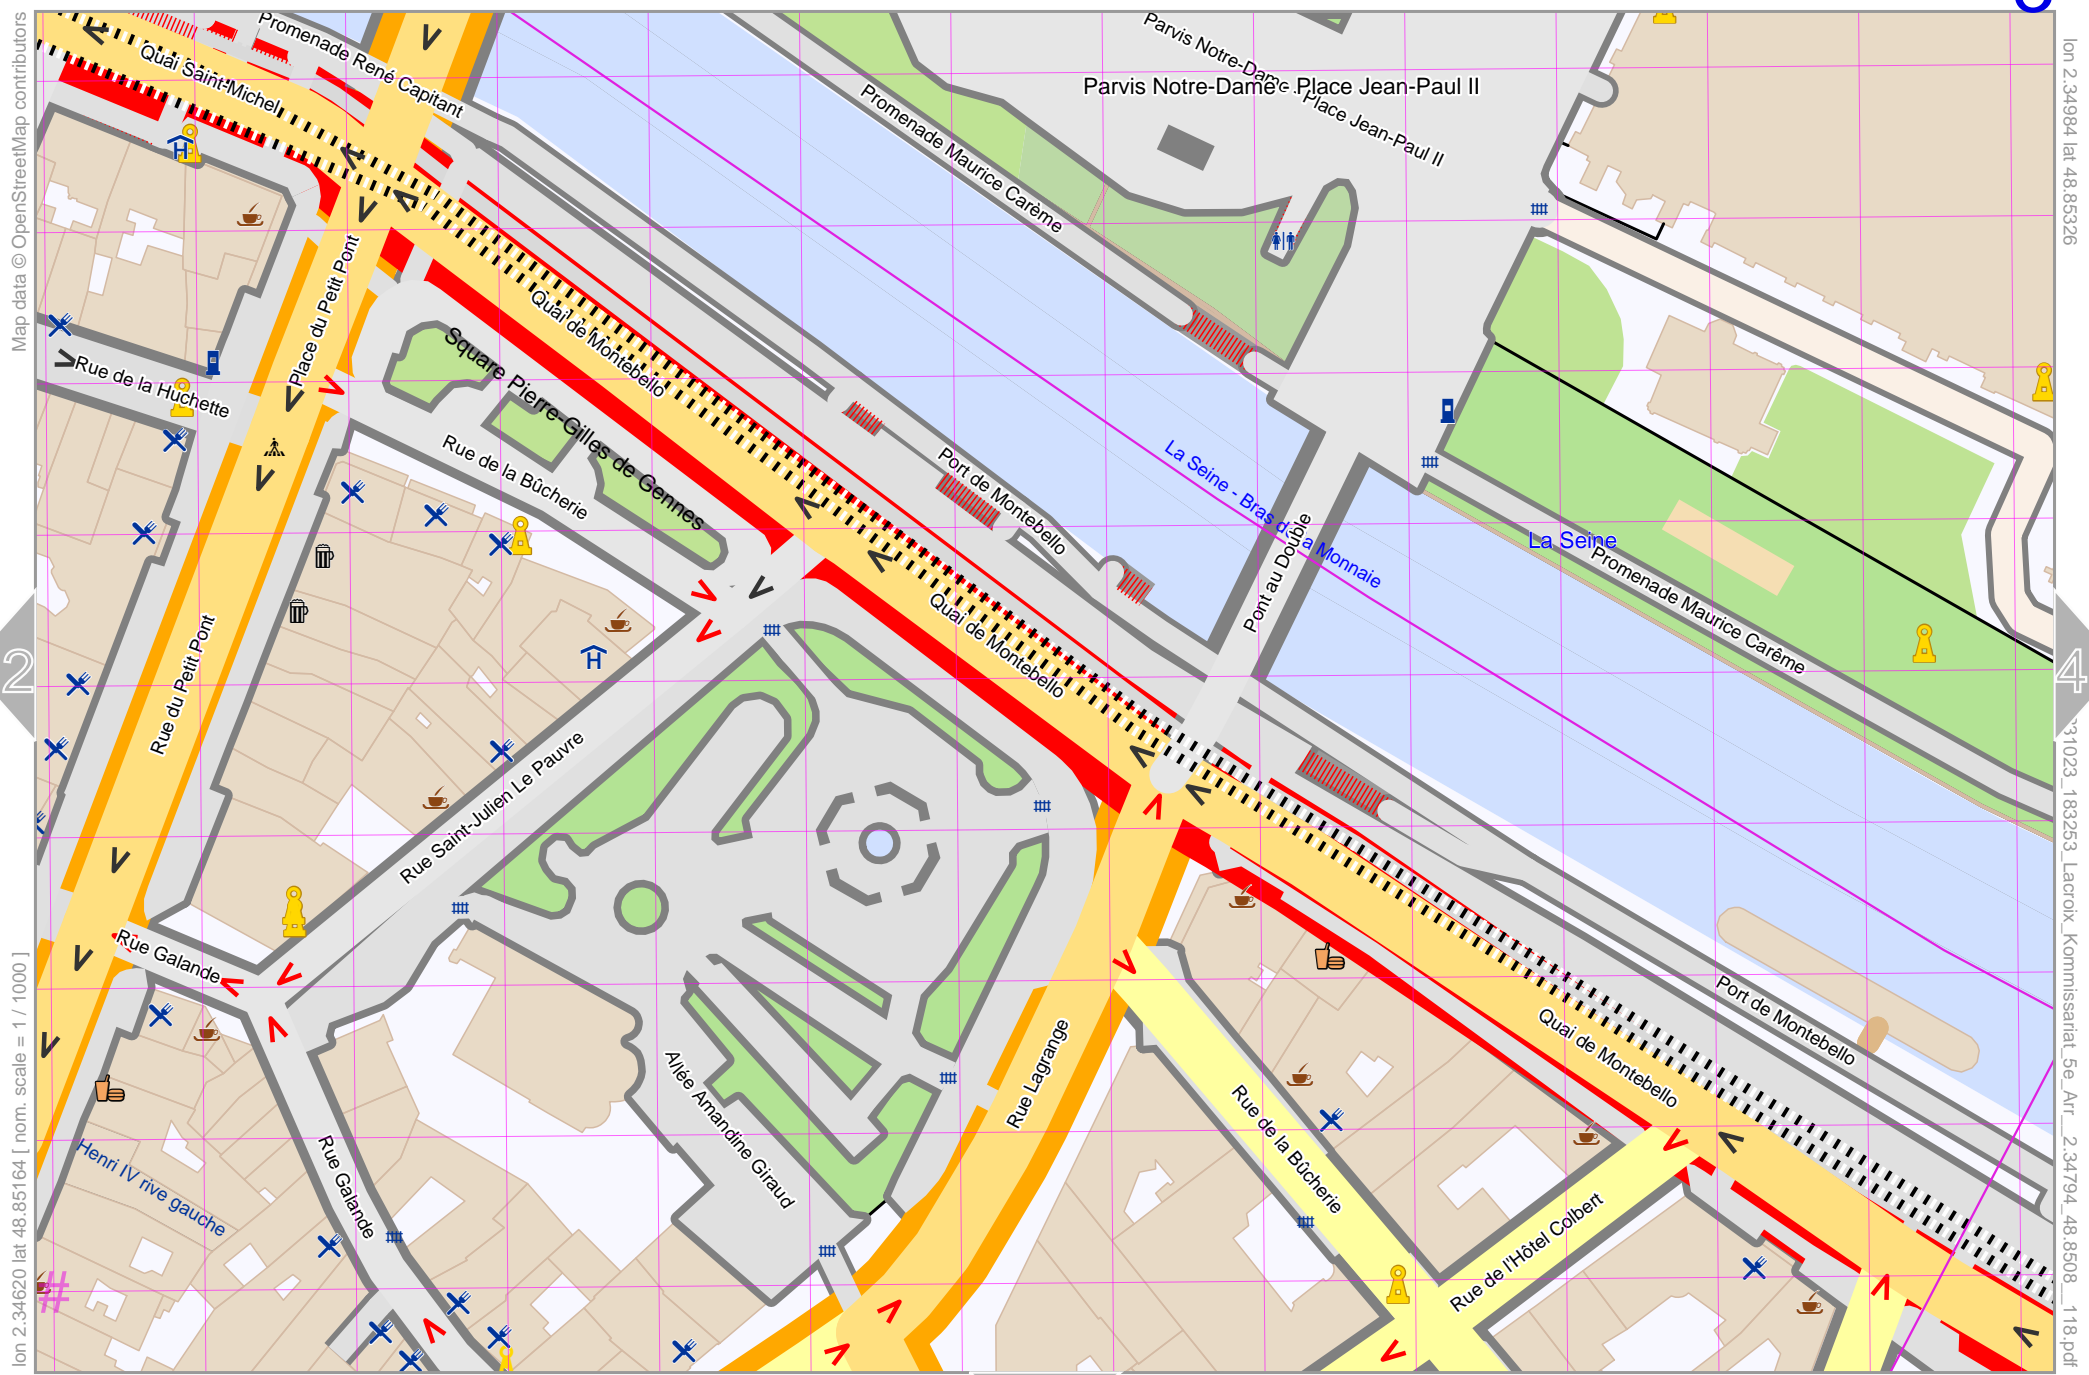 Map data © OpenStreetMap contributors
lon 2.34620 lat 48.85164 [ nom. scale = 1 / 1000 ]
lon 2.34984 lat 48.85326
231023_183253_Lacroix_Kommissariat_5e_Arr__2.34794_48.8508__18.pdf
2
4
Promenade René Capitant
Quai Saint-Michel
Parvis Notre-Dame - Place Jean-Paul II
Parvis Notre-Dame - Place Jean-Paul II
Promenade Maurice Carème
Place du Petit Pont
Quai de Montebello
Square Pierre-Gilles de Gennes
Rue de la Huchette
Rue de la Bûcherie
Port de Montebello
La Seine - Bras de la Monnaie
La Seine
Pont au Double
Promenade Maurice Carême
Quai de Montebello
Rue du Petit Pont
Rue Saint-Julien Le Pauvre
Rue Galande
Port de Montebello
Quai de Montebello
Rue Lagrange
Allée Amandine Giraud
Rue de la Bûcherie
Henri IV rive gauche
Rue Galande
Rue de l'Hôtel Colbert
#